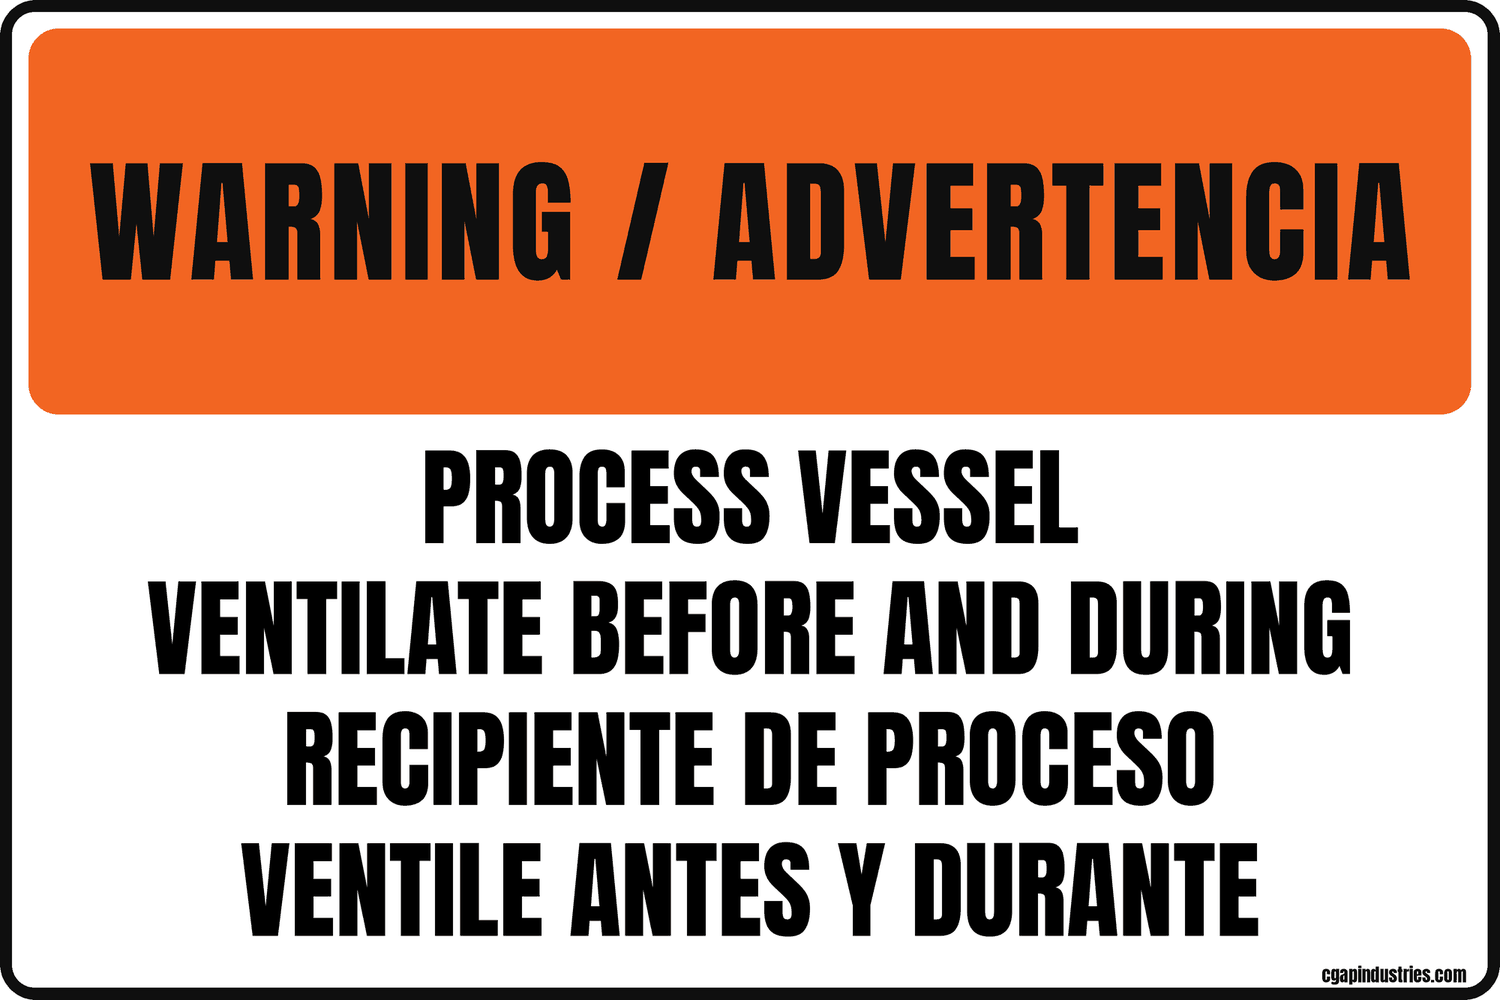 WARNING / ADVERTENCIA
PROCESS VESSEL
VENTILATE BEFORE AND DURING
RECIPIENTE DE PROCESO
VENTILE ANTES Y DURANTE
cgapindustries.com